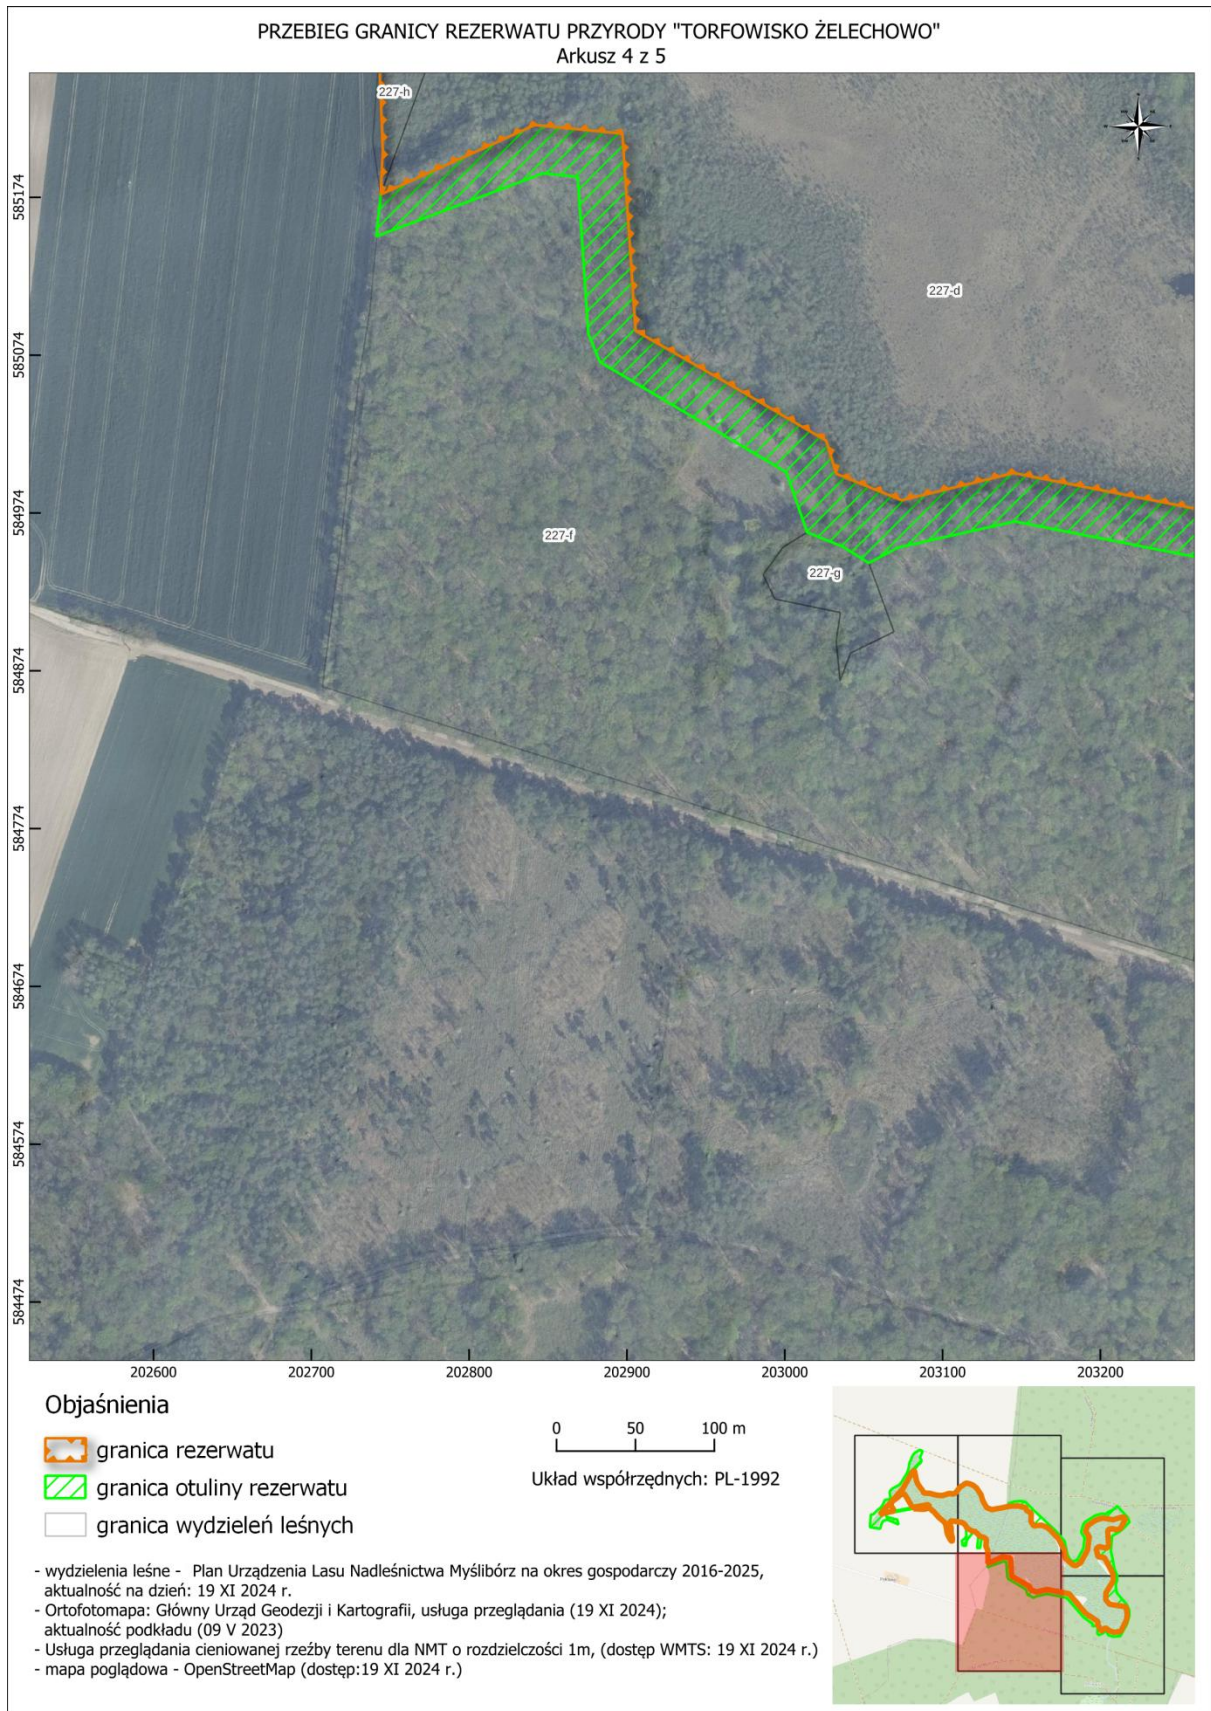 PRZEBIEG GRANICY REZERWATU PRZYRODY "TORFOWISKO ŻELECHOWO"
Arkusz 4 z 5
227-h
585174
227-d
585074
584974
227-f
227-g
584874
584774
584674
584574
584474
202600
202700
202800
202900
203000
203100
203200
Objaśnienia
granica rezerwatu
granica otuliny rezerwatu
granica wydzieleń leśnych
0 50 100 m
Układ współrzędnych: PL-1992
- wydzielenia leśne - Plan Urządzenia Lasu Nadleśnictwa Myślibórz na okres gospodarczy 2016-2025,
aktualność na dzień: 19 XI 2024 r.
- Ortofotomapa: Główny Urząd Geodezji i Kartografii, usługa przeglądania (19 XI 2024);
aktualność podkładu (09 V 2023)
- Usługa przeglądania cieniowanej rzeźby terenu dla NMT o rozdzielczości 1m, (dostęp WMTS: 19 XI 2024 r.)
- mapa poglądowa - OpenStreetMap (dostęp:19 XI 2024 r.)